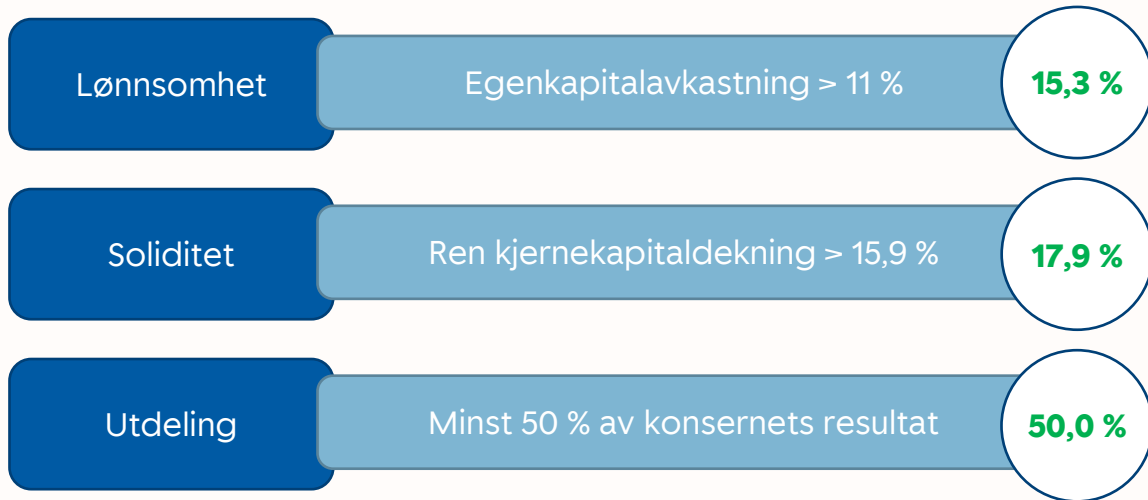 Lønnsomhet
Egenkapitalavkastning > 11 %
15,3 %
Soliditet
Ren kjernekapitaldekning > 15,9 %
17,9 %
Utdeling
Minst 50 % av konsernets resultat
50,0 %